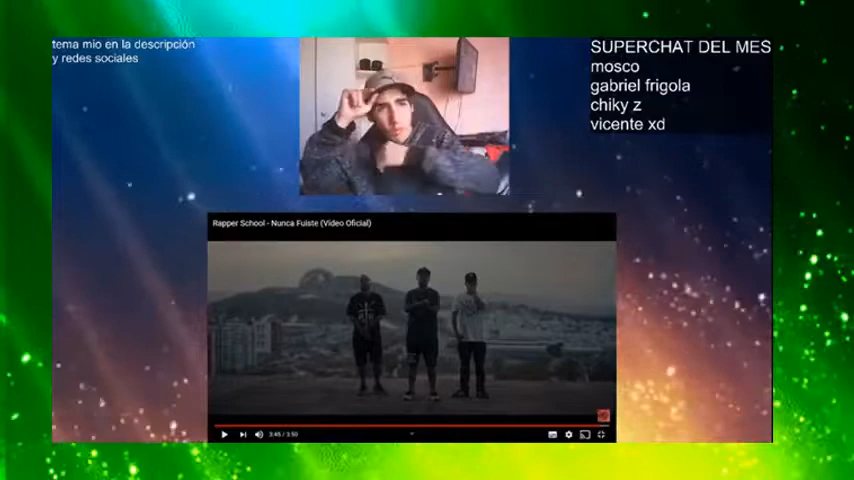 tema mio en la descripción
y redes sociales
SUPERCHAT DEL MES
mosco
gabriel frigola
chiky z
vicente xd
Rapper School - Nunca Fuiste (Video Oficial)
3:45 / 3:50